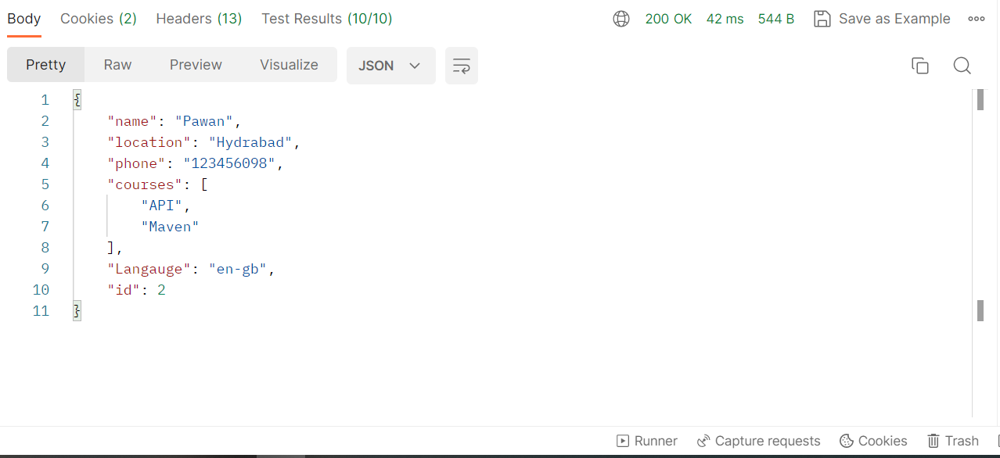 Body Cookies (2) Headers (13) Test Results (10/10) 200 OK 42 ms 544 B Save as Example
Pretty Raw Preview Visualize JSON
1 {
2 "name": "Pawan",
3 "location": "Hydrabad",
4 "phone": "123456098",
5 "courses": [
6 "API",
7 "Maven"
8 ],
9 "Langauge": "en-gb",
10 "id": 2
11 }
Runner Capture requests Cookies Trash